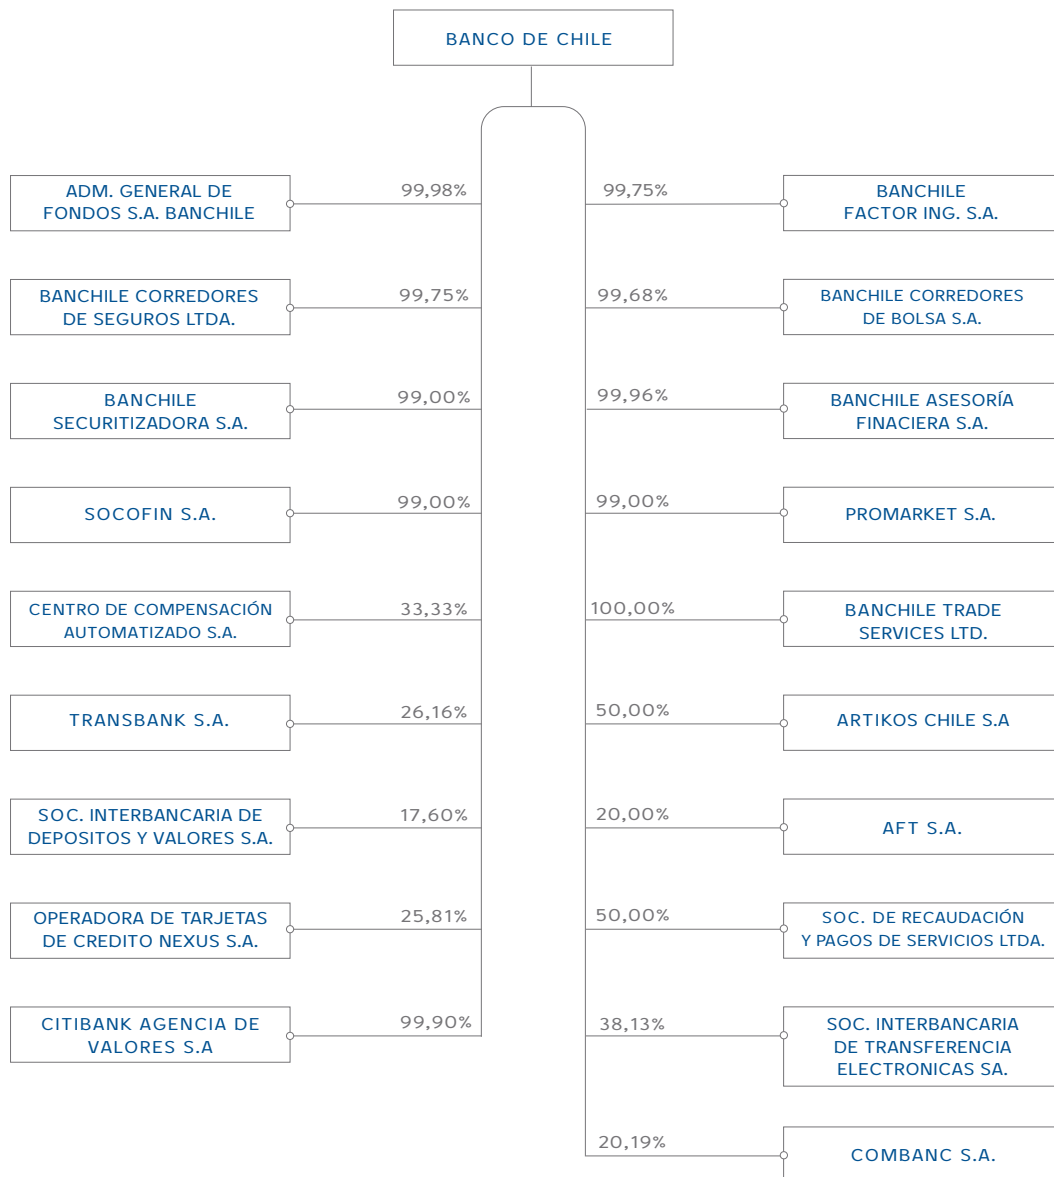 BANCO DE CHILE
ADM. GENERAL DE
FONDOS S.A. BANCHILE
99,98%
99,75%
BANCHILE
FACTOR ING. S.A.
BANCHILE CORREDORES
DE SEGUROS LTDA.
99,75%
99,68%
BANCHILE CORREDORES
DE BOLSA S.A.
BANCHILE
SECURITIZADORA S.A.
99,00%
99,96%
BANCHILE ASESORÍA
FINACIERA S.A.
SOCOFIN S.A.
99,00%
99,00%
PROMARKET S.A.
CENTRO DE COMPENSACIÓN
AUTOMATIZADO S.A.
33,33%
100,00%
BANCHILE TRADE
SERVICES LTD.
TRANSBANK S.A.
26,16%
50,00%
ARTIKOS CHILE S.A
SOC. INTERBANCARIA DE
DEPOSITOS Y VALORES S.A.
17,60%
20,00%
AFT S.A.
OPERADORA DE TARJETAS
DE CREDITO NEXUS S.A.
25,81%
50,00%
SOC. DE RECAUDACIÓN
Y PAGOS DE SERVICIOS LTDA.
CITIBANK AGENCIA DE
VALORES S.A
99,90%
38,13%
SOC. INTERBANCARIA
DE TRANSFERENCIA
ELECTRONICAS SA.
20,19%
COMBANC S.A.